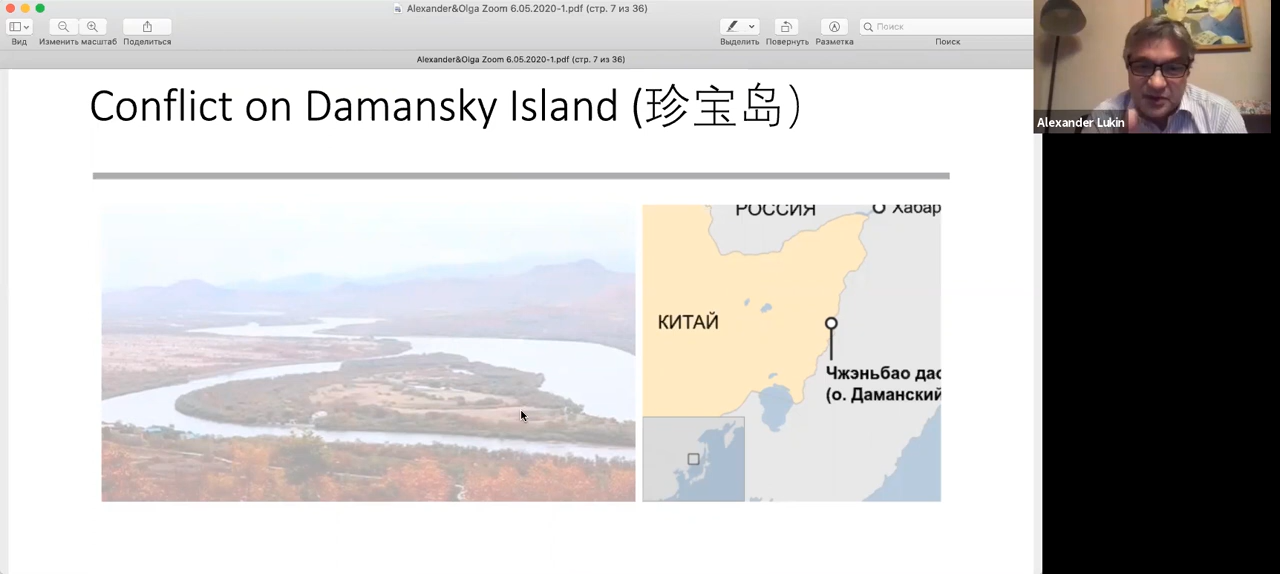 Alexander&Olga Zoom 6.05.2020-1.pdf (стр. 7 из 36)
Вид
Изменить масштаб
Поделиться
Выделить
Повернуть
Разметка
Поиск
Поиск
Alexander&Olga Zoom 6.05.2020-1.pdf (стр. 7 из 36)
Alexander Lukin
Conflict on Damansky Island (珍宝岛）
РОССИЯ
Хабар
КИТАЙ
Чжэньбао дао
(о. Даманский